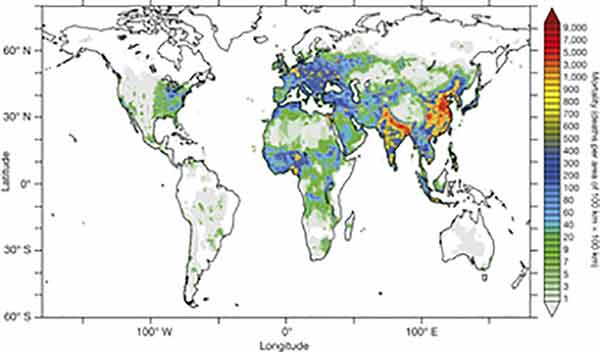 60° N
30° N
0°
30° S
60° S
Latitude
100° W
0°
100° E
Longitude
9,000
7,000
5,000
3,000
1,000
900
800
700
600
500
400
300
200
100
80
60
40
20
9
7
5
3
1
Mortality (deaths per area of 100 km × 100 km)